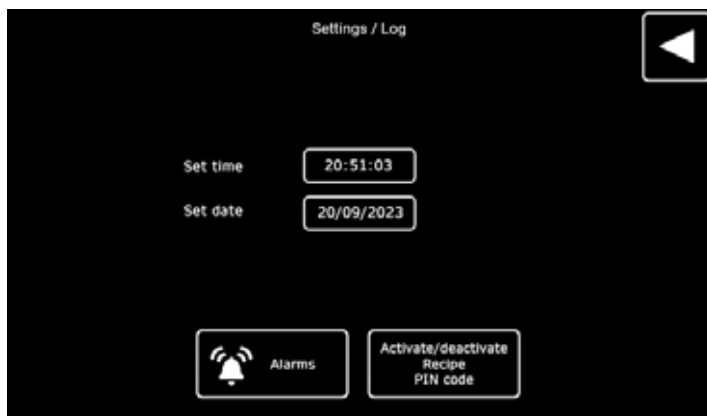 Settings / Log
Set time
20:51:03
Set date
20/09/2023
Alarms
Activate/deactivate
Recipe
PIN code